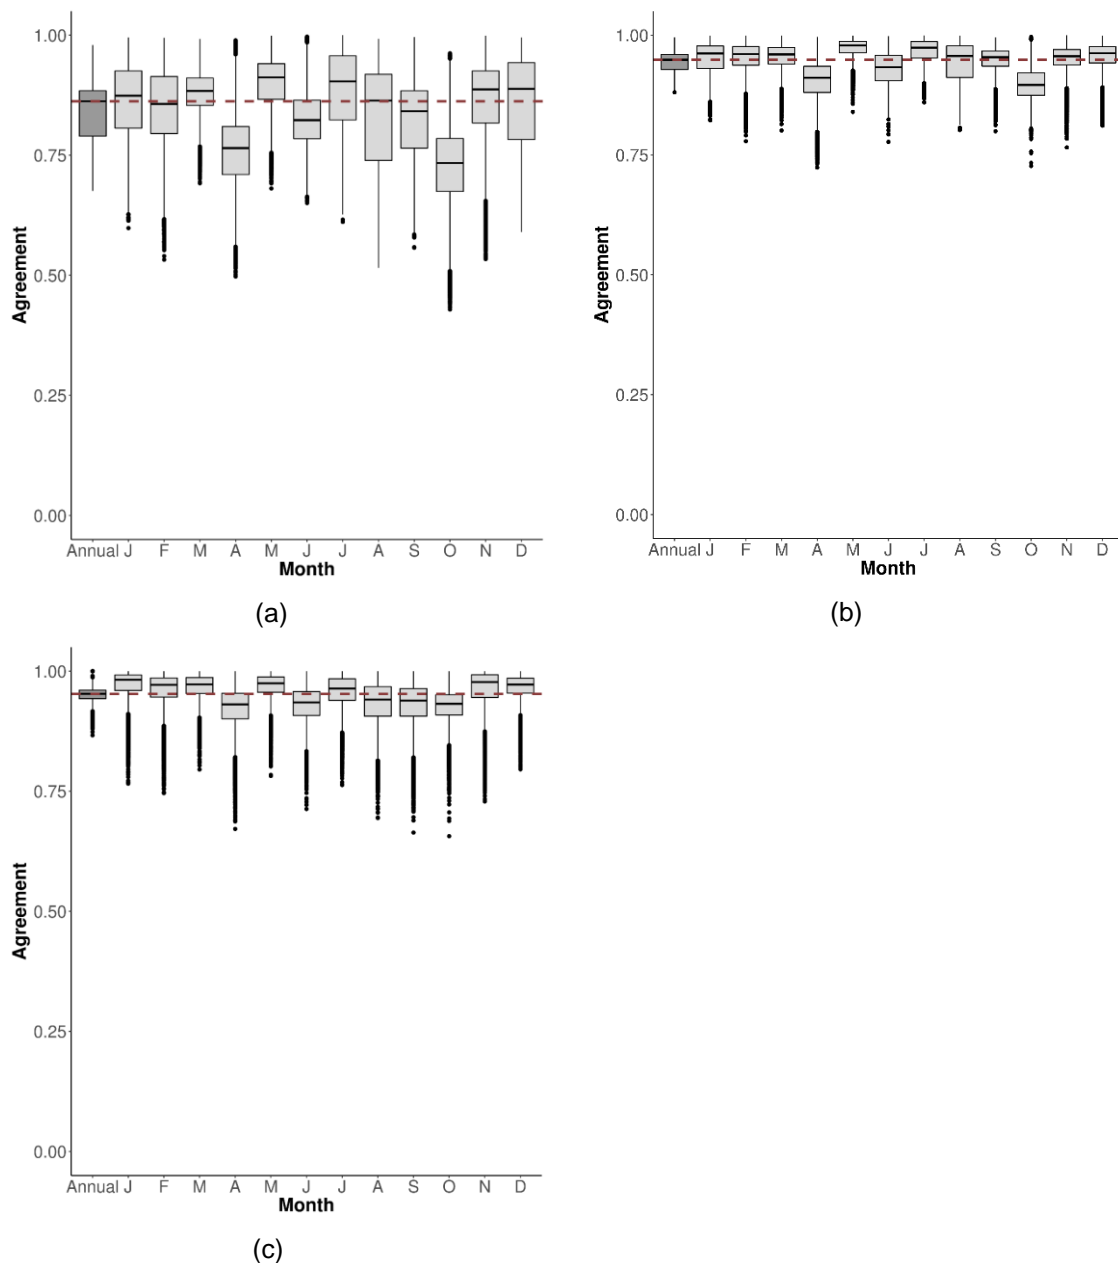 1.00
0.75
0.50
0.25
0.00
Agreement
Annual J F M A M J J A S O N D
Month
(a)
1.00
0.75
0.50
0.25
0.00
Agreement
Annual J F M A M J J A S O N D
Month
(b)
1.00
0.75
0.50
0.25
0.00
Agreement
Annual J F M A M J J A S O N D
Month
(c)